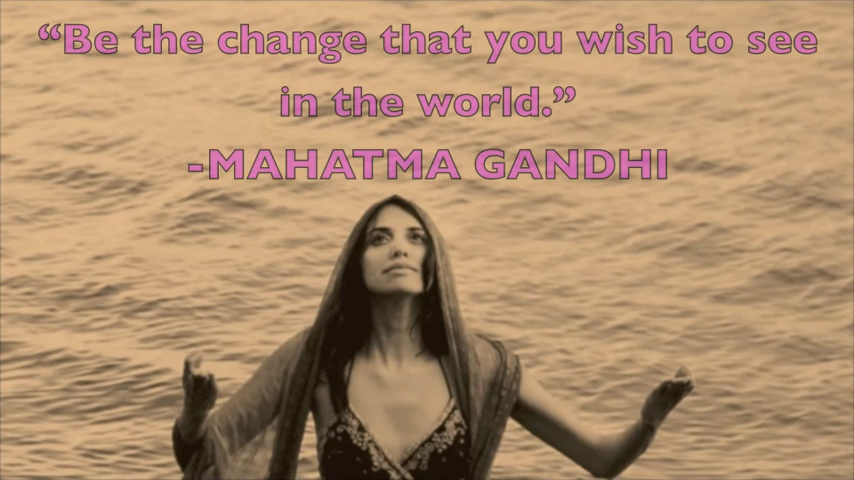 “Be the change that you wish to see
in the world.”
-MAHATMA GANDHI